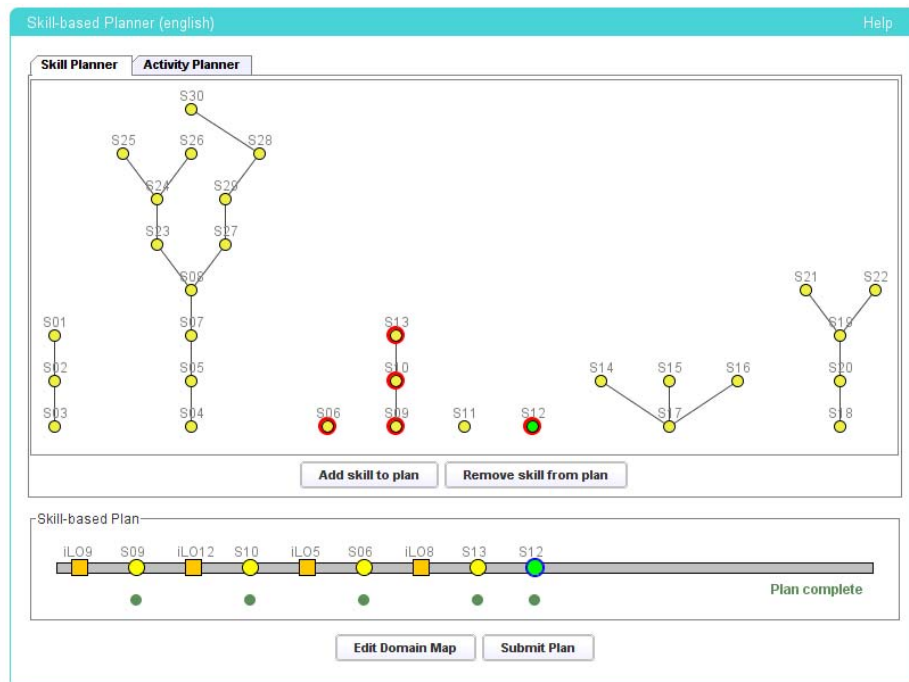 Skill-based Planner (english) Help
Skill Planner Activity Planner
S30
S25 S26 S28
S24 S29
S23 S27
S08 S21 S22
S01 S07 S13 S19
S02 S05 S10 S14 S15 S16 S20
S03 S04 S06 S09 S11 S12 S17 S18
Add skill to plan Remove skill from plan
Skill-based Plan
iLO9 S09 iLO12 S10 iLO5 S06 iLO8 S13 S12
Plan complete
Edit Domain Map Submit Plan